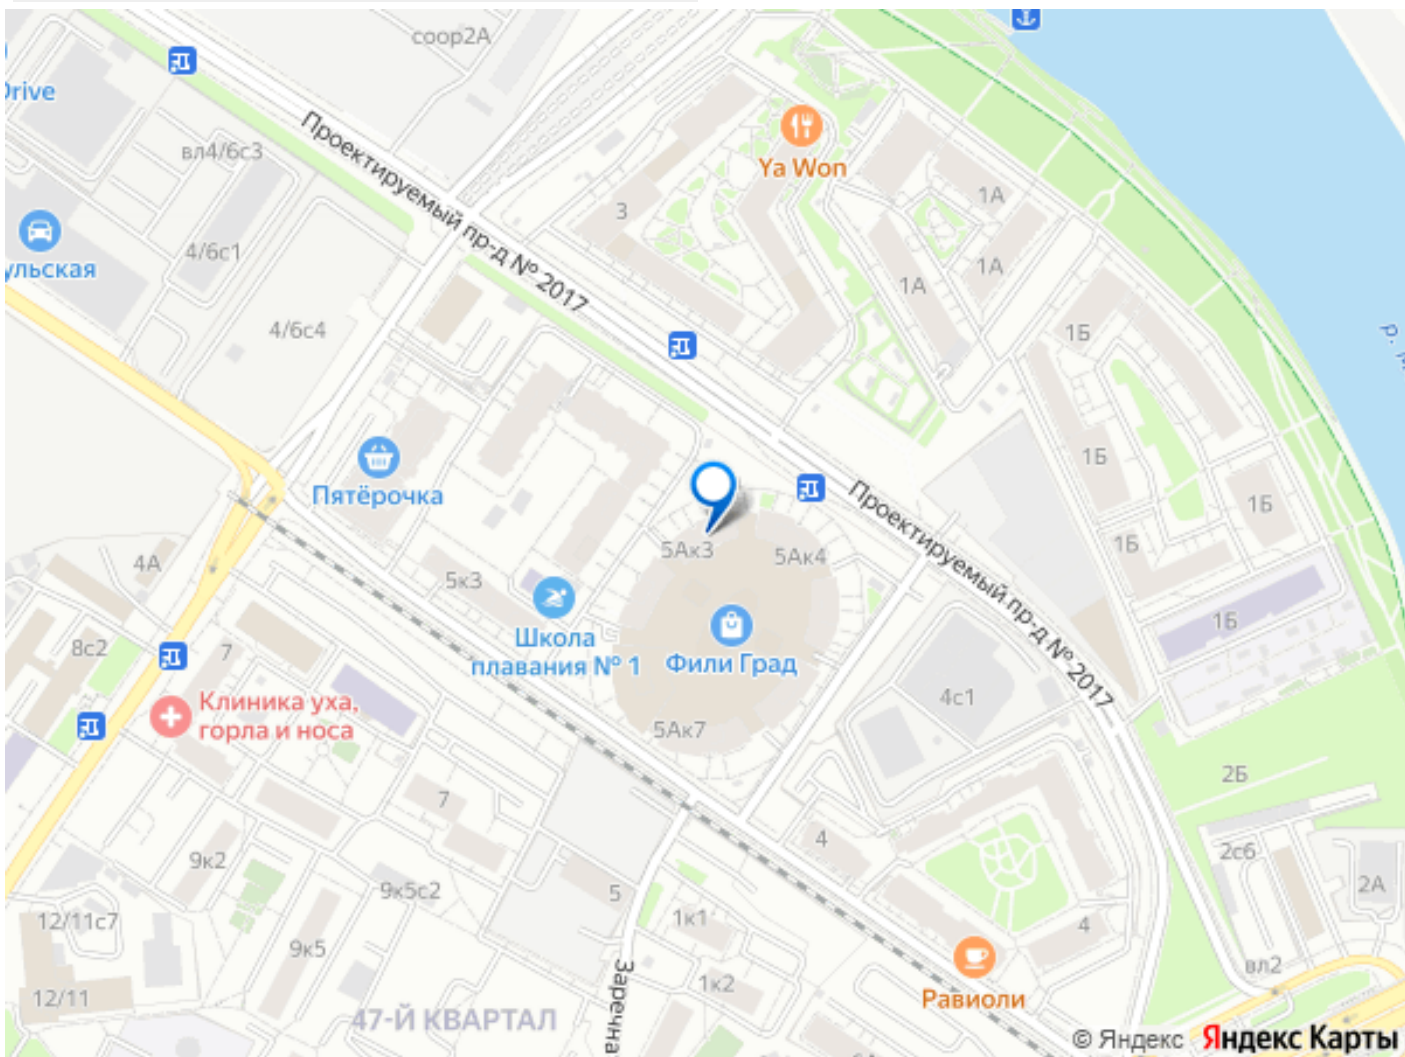 соор2А
Drive
Проектируемый пр-д № 2017
вл4/6с3
Ya Won
1А
3
4/6с1
ульская
1А
1А
4/6с4
1Б
р. М
1Б
Пятёрочка
1Б
Проектируемый пр-д № 2017
5Ак3
5Ак4
1Б
4А
5к3
1Б
8с2
7
Школа
плавания № 1
Фили Град
4с1
Клиника уха,
горла и носа
5Ак7
2Б
7
4
2с6
9к2
9к5с2
5
2А
12/11с7
1к1
4
9к5
вл2
12/11
1к2
Заречна
Равиоли
47-Й КВАРТАЛ
© Яндекс Яндекс Карты